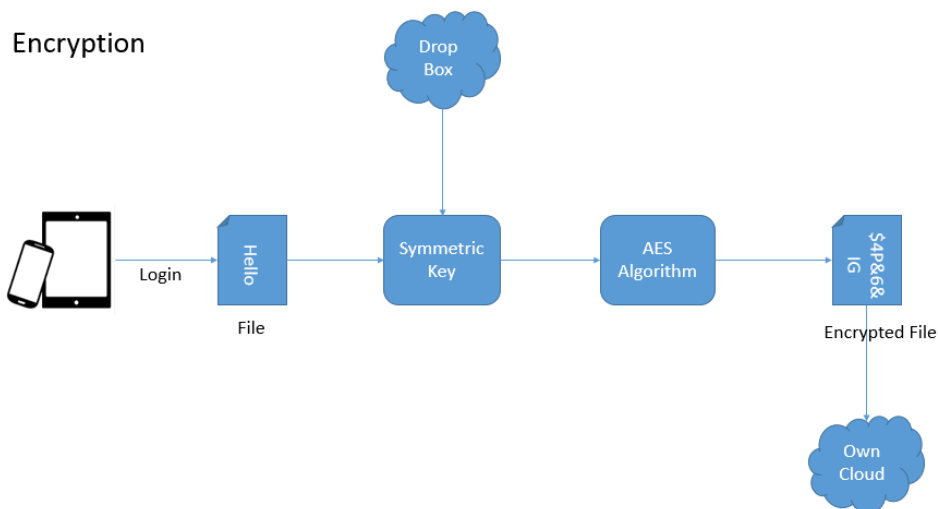 Encryption
Drop
Box
Login
Hello
File
Symmetric
Key
AES
Algorithm
$4P&6&
IG
Encrypted File
Own
Cloud